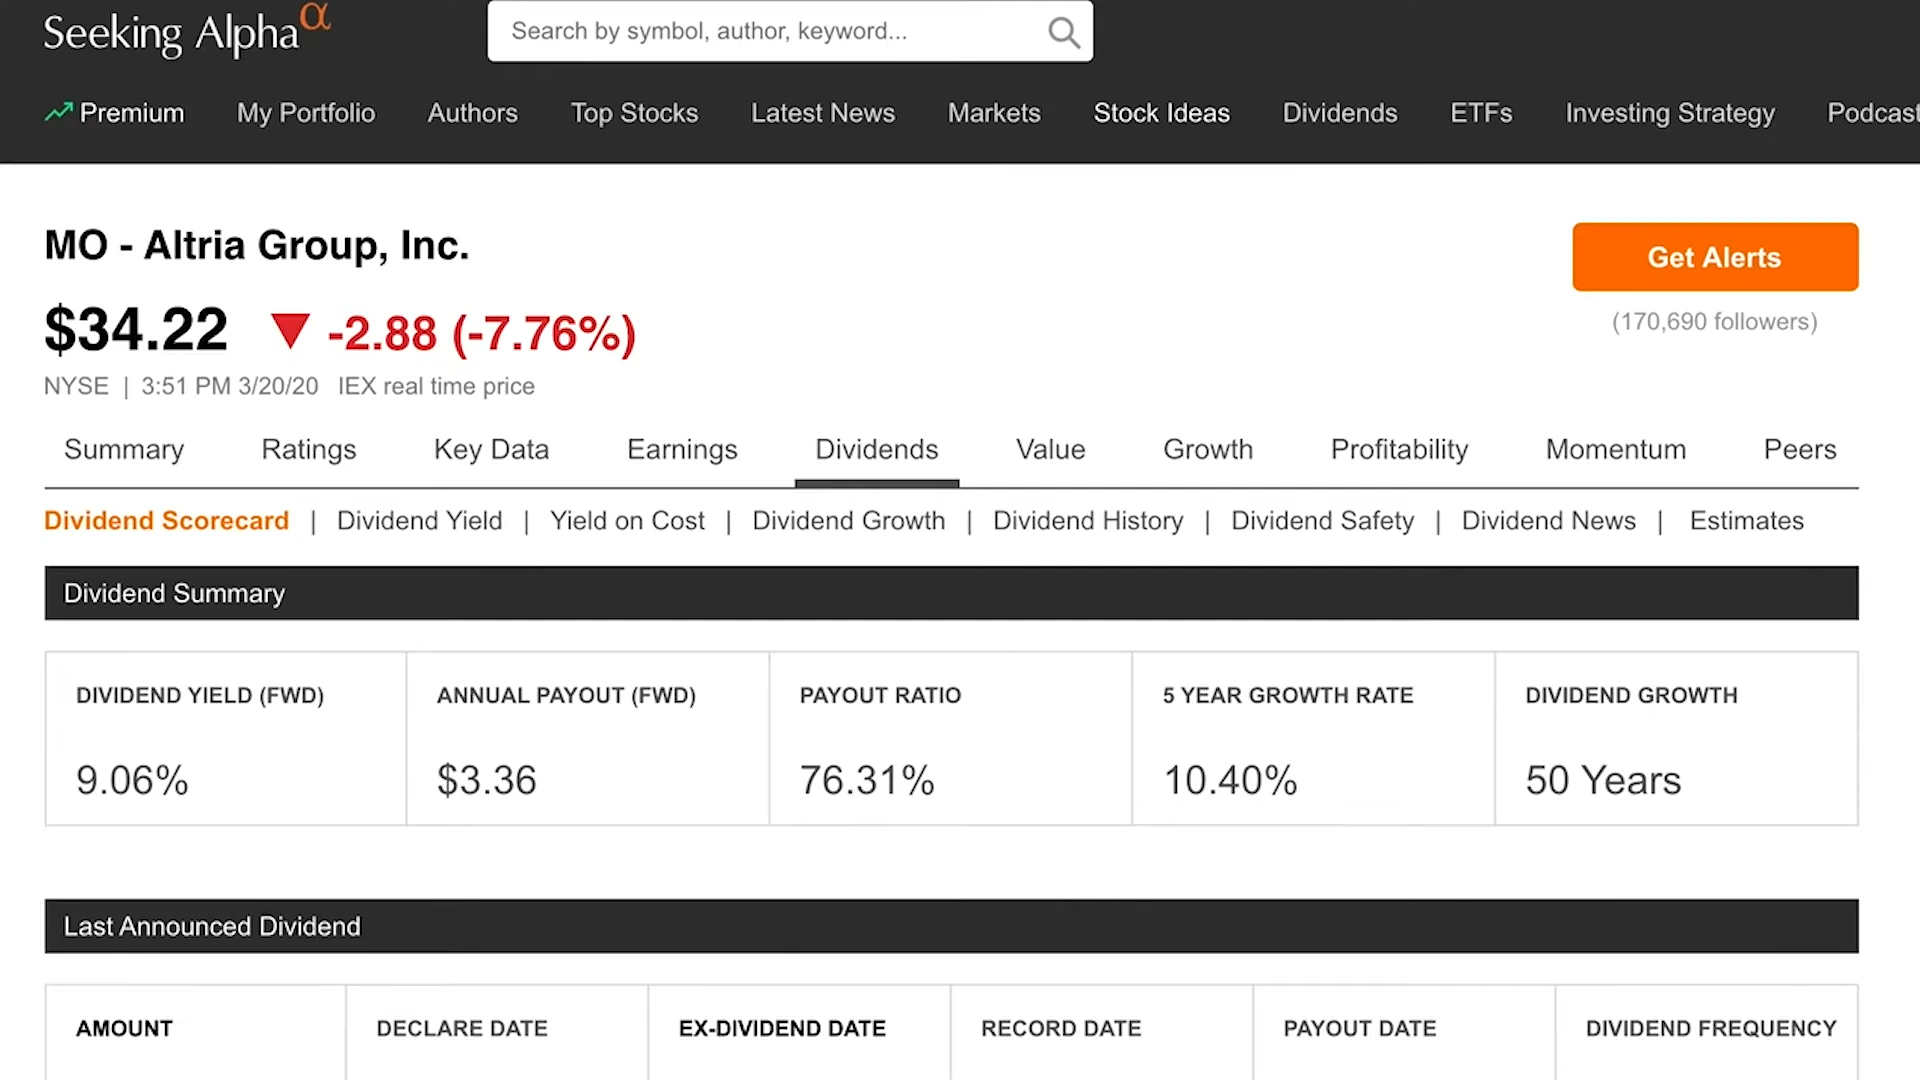 Seeking Alpha α
Search by symbol, author, keyword...
Premium My Portfolio Authors Top Stocks Latest News Markets Stock Ideas Dividends ETFs Investing Strategy Podcast
MO - Altria Group, Inc.
Get Alerts
$34.22 ▼ -2.88 (-7.76%)
(170,690 followers)
NYSE | 3:51 PM 3/20/20 IEX real time price
Summary Ratings Key Data Earnings Dividends Value Growth Profitability Momentum Peers
Dividend Scorecard | Dividend Yield | Yield on Cost | Dividend Growth | Dividend History | Dividend Safety | Dividend News | Estimates
Dividend Summary
DIVIDEND YIELD (FWD) ANNUAL PAYOUT (FWD) PAYOUT RATIO 5 YEAR GROWTH RATE DIVIDEND GROWTH
9.06% $3.36 76.31% 10.40% 50 Years
Last Announced Dividend
AMOUNT DECLARE DATE EX-DIVIDEND DATE RECORD DATE PAYOUT DATE DIVIDEND FREQUENCY